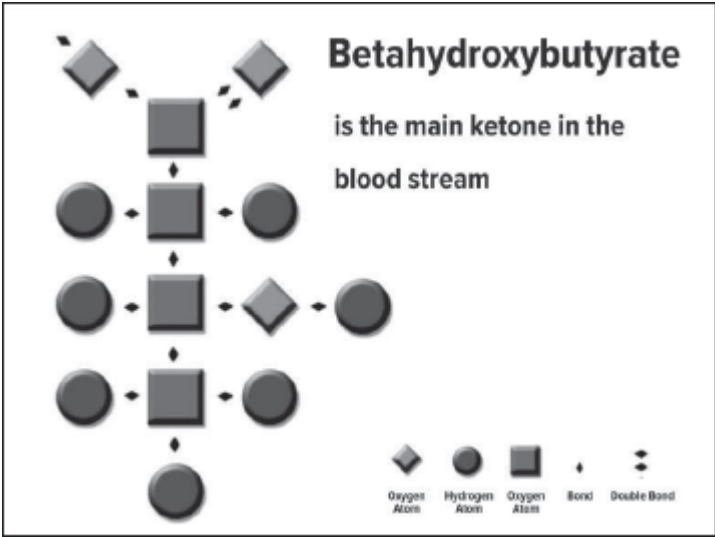 Betahydroxybutyrate
is the main ketone in the
blood stream
Oxygen Atom
Hydrogen Atom
Oxygen Atom
Bond
Double Bond